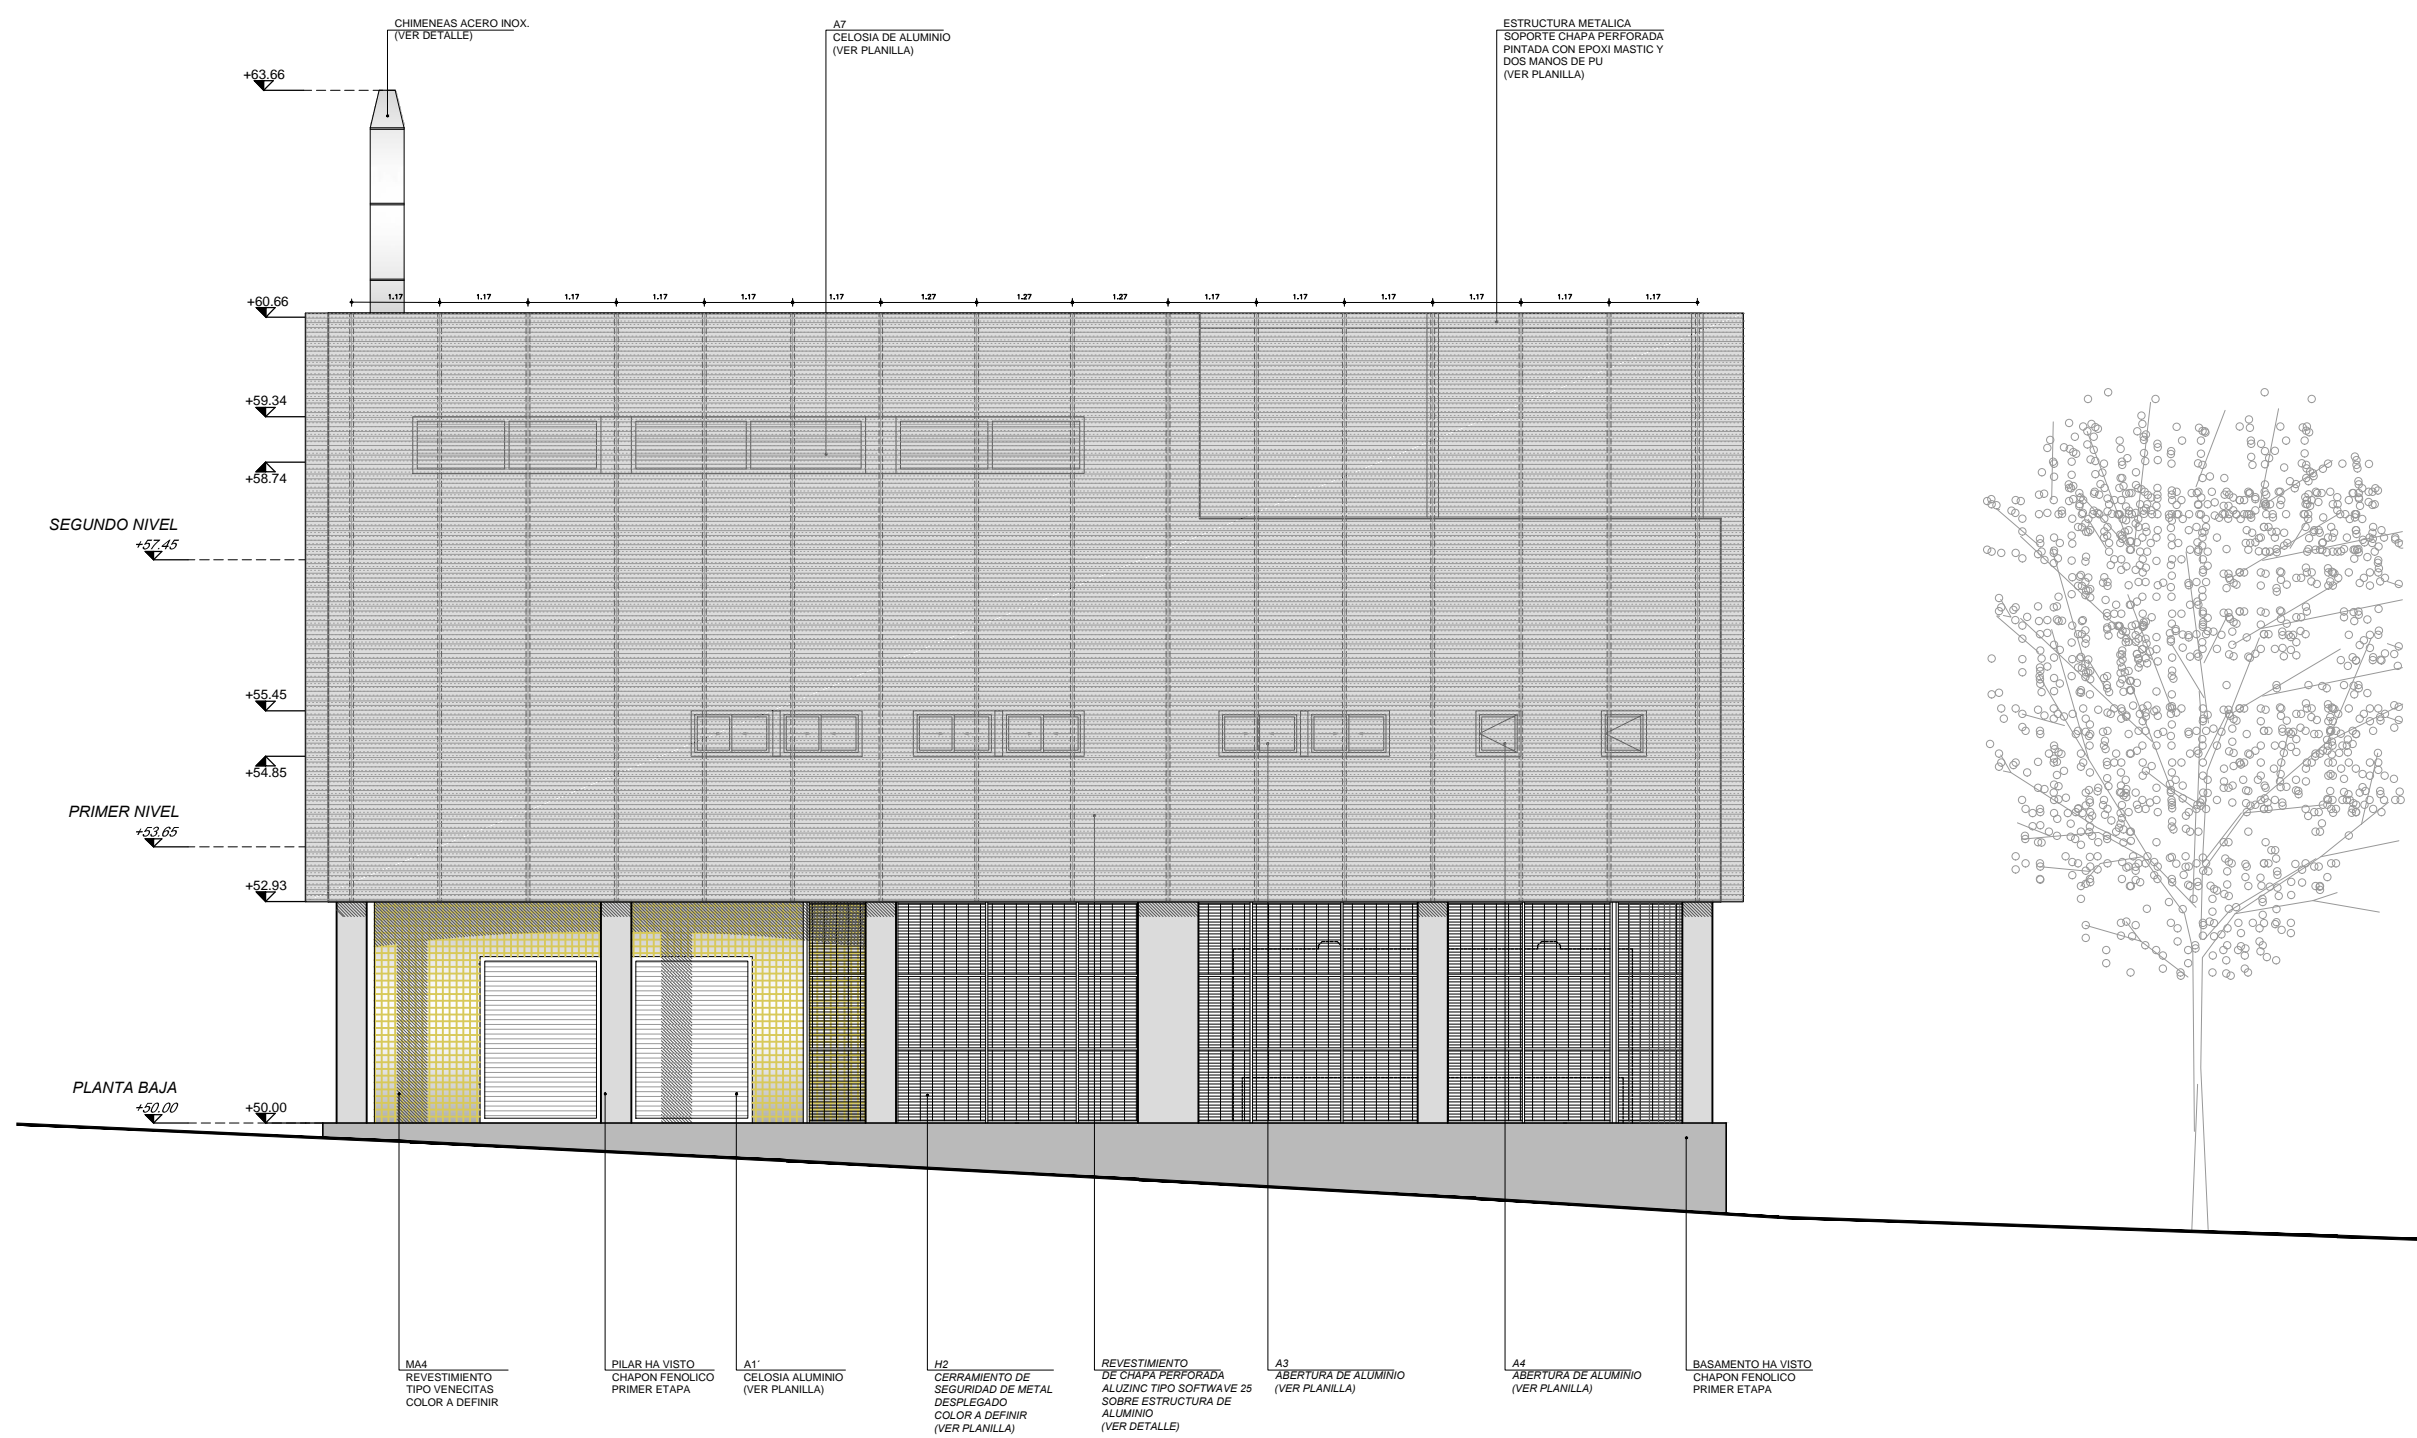 CHIMENEAS ACERO INOX.
(VER DETALLE)
A7
CELOSIA DE ALUMINIO
(VER PLANILLA)
ESTRUCTURA METALICA
SOPORTE CHAPA PERFORADA
PINTADA CON EPOXI MASTIC Y
DOS MANOS DE PU
(VER PLANILLA)
+63.66
+60.66
1.17 1.17 1.17 1.17 1.17 1.17 1.27 1.27 1.27 1.17 1.17 1.17 1.17 1.17 1.17
+59.34
+58.74
SEGUNDO NIVEL
+57.45
+55.45
+54.85
PRIMER NIVEL
+53.65
+52.93
PLANTA BAJA
+50.00
+50.00
MA4
REVESTIMIENTO
TIPO VENECITAS
COLOR A DEFINIR
PILAR HA VISTO
CHAPON FENOLICO
PRIMER ETAPA
A1´
CELOSIA ALUMINIO
(VER PLANILLA)
H2
CERRAMIENTO DE
SEGURIDAD DE METAL
DESPLEGADO
COLOR A DEFINIR
(VER PLANILLA)
REVESTIMIENTO
DE CHAPA PERFORADA
ALUZINC TIPO SOFTWAVE 25
SOBRE ESTRUCTURA DE
ALUMINIO
(VER DETALLE)
A3
ABERTURA DE ALUMINIO
(VER PLANILLA)
A4
ABERTURA DE ALUMINIO
(VER PLANILLA)
BASAMENTO HA VISTO
CHAPON FENOLICO
PRIMER ETAPA